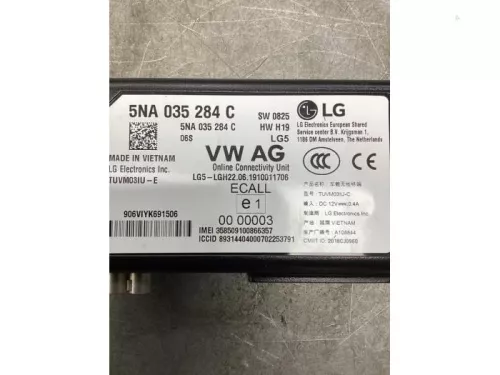 5NA 035 284 C
5NA 035 284 C
D6S
SW 0825
HW H19
LG5
LG
LG Electronics European Shared
Service center B.V. Krijgsman 1,
1186 DM Amstelveen, The Netherlands
MADE IN VIETNAM
LG Electronics Inc.
TUVM03IU-E
VW AG
Online Connectivity Unit
LG5-LGH22.06.1910011706
ECALL
e1
00 00003
906VIYK691506
IMEI 358509100866357
ICCID 89314404000702253791
CCC
TUVM03IU-C
DC 12V 0.4A
LG Electronics Inc.
VIETNAM